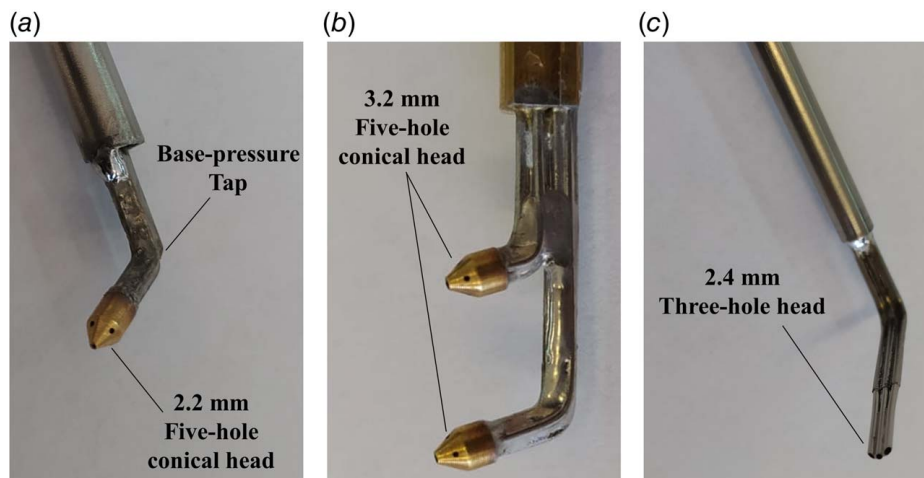 (a)
Base-pressure
Tap
2.2 mm
Five-hole
conical head
(b)
3.2 mm
Five-hole
conical head
(c)
2.4 mm
Three-hole head